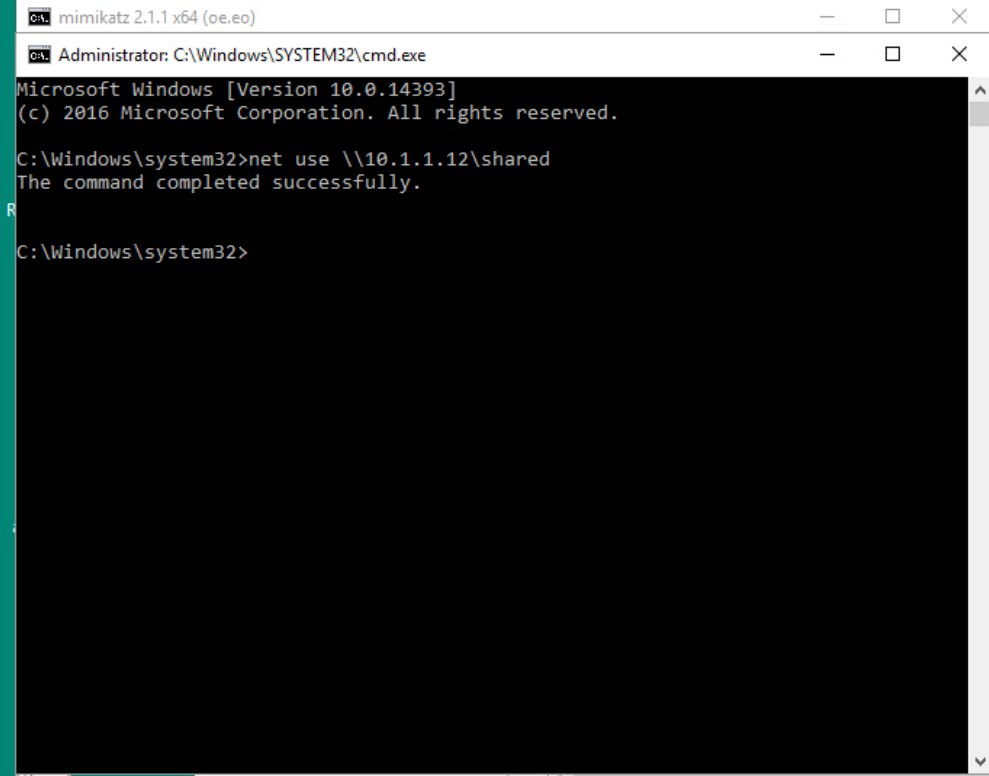 mimikatz 2.1.1 x64 (oe.eo)
Administrator: C:\Windows\SYSTEM32\cmd.exe
Microsoft Windows [Version 10.0.14393]
(c) 2016 Microsoft Corporation. All rights reserved.
C:\Windows\system32>net use \\10.1.1.12\shared
The command completed successfully.
R
C:\Windows\system32>